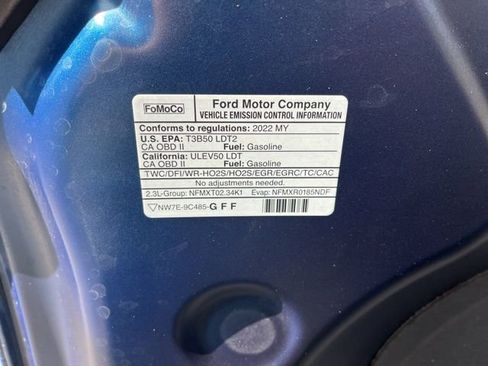 FoMoCo
Ford Motor Company
VEHICLE EMISSION CONTROL INFORMATION
Conforms to regulations: 2022 MY
U.S. EPA: T3B50 LDT2
CA OBD II Fuel: Gasoline
California: ULEV50 LDT
CA OBD II Fuel: Gasoline
TWC/DFI/WR-HO2S/HO2S/EGR/EGRC/TC/CAC
No adjustments needed.
2.3L-Group: NFMXT02.34K1 Evap: NFMXR0185NDF
NW7E-9C485-GFF